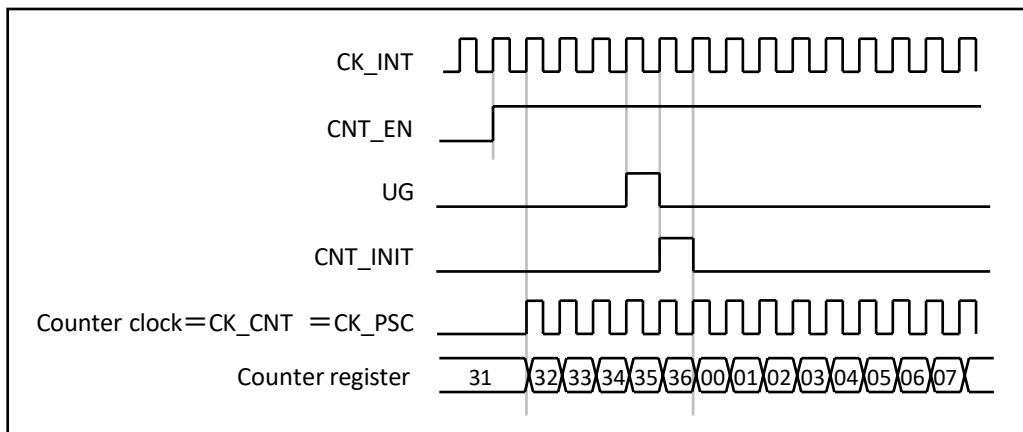 CK_INT
CNT_EN
UG
CNT_INIT
Counter clock＝CK_CNT ＝CK_PSC
Counter register 31 32 33 34 35 36 00 01 02 03 04 05 06 07